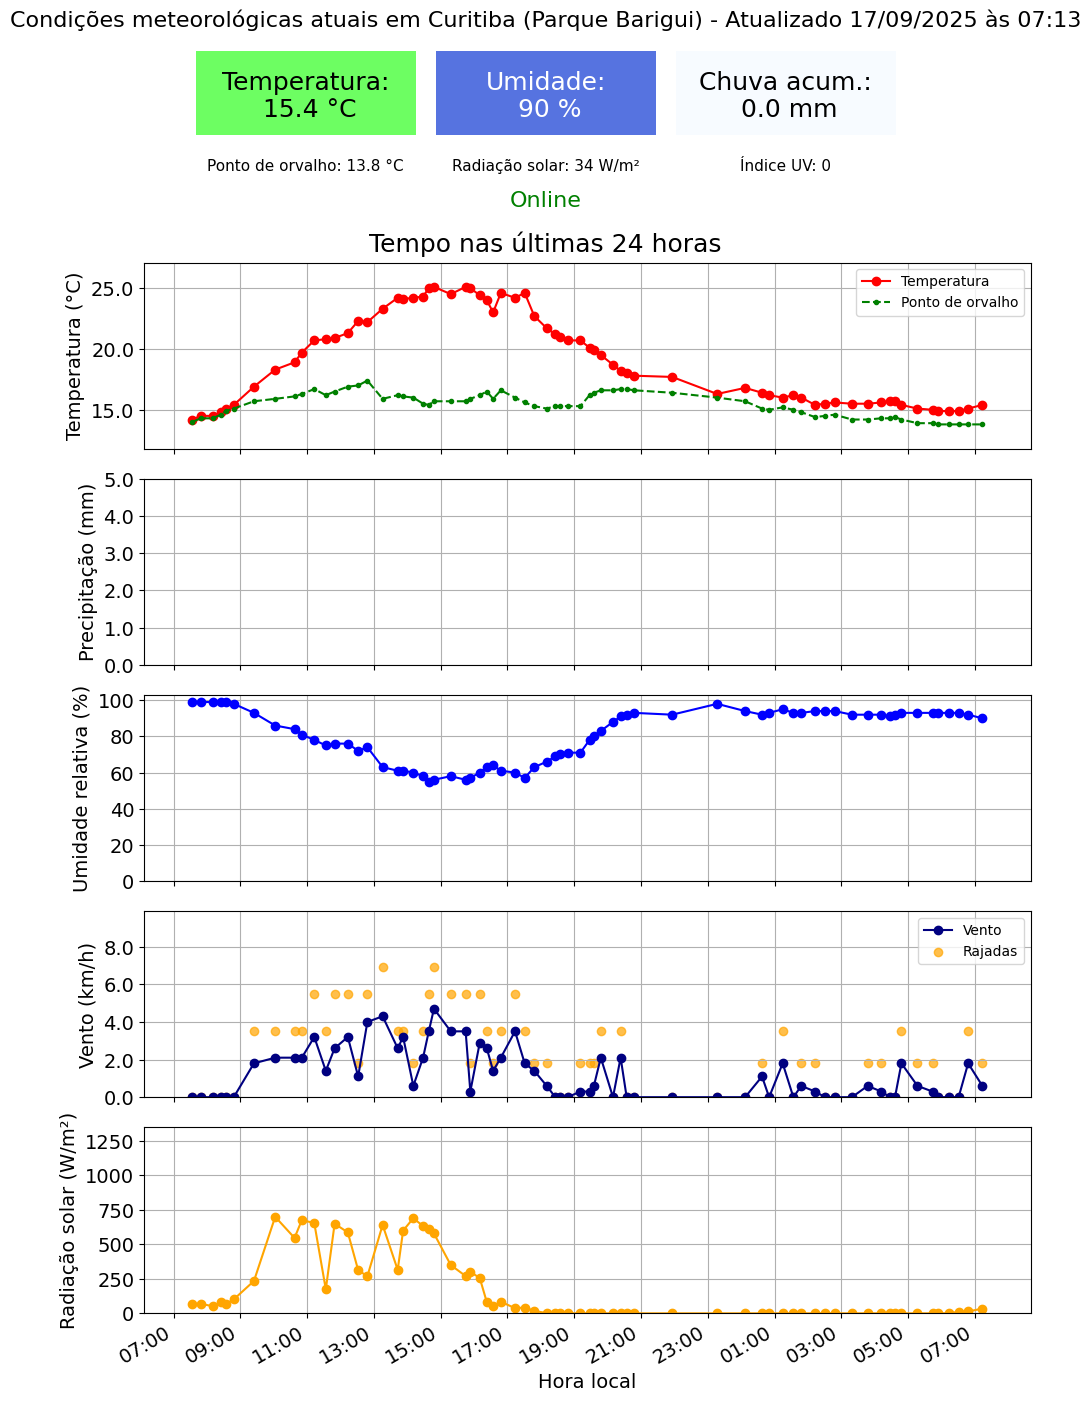 Condições meteorológicas atuais em Curitiba (Parque Barigui) - Atualizado 17/09/2025 às 07:13
Temperatura:
15.4 °C
Umidade:
90 %
Chuva acum.:
0.0 mm
Ponto de orvalho: 13.8 °C
Radiação solar: 34 W/m²
Índice UV: 0
Online
Tempo nas últimas 24 horas
Temperatura (°C)
25.0
20.0
15.0
Temperatura
Ponto de orvalho
Precipitação (mm)
5.0
4.0
3.0
2.0
1.0
0.0
Umidade relativa (%)
100
80
60
40
20
0
Vento (km/h)
8.0
6.0
4.0
2.0
0.0
Vento
Rajadas
Radiação solar (W/m²)
1250
1000
750
500
250
0
07:00
09:00
11:00
13:00
15:00
17:00
19:00
21:00
23:00
01:00
03:00
05:00
07:00
Hora local